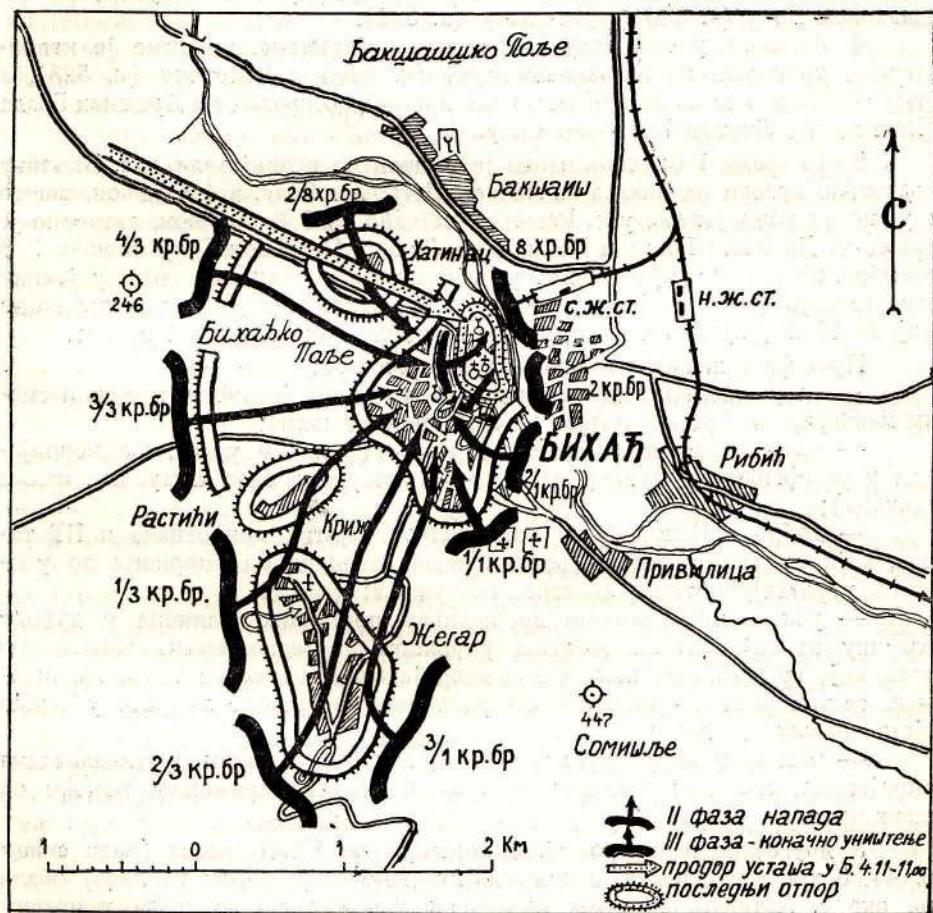 Бакшаишко Поље
Ч
Бакшаиш
2/8 хр.бр
8 хр.бр
4/3 кр.бр
Хатинац
246
с.ж.ст.
н.ж.ст.
С
Бихаћко
Поље
3/3 кр.бр
2 кр.бр
БИХАЋ
2/1 кр.бр
Рибић
Растићи
Криж
1/1 кр.бр
Привилица
1/3 кр.бр.
Жегар
447
3/1 кр.бр
Сомишље
2/3 кр.бр
II фаза напада
III фаза - кокачно уништење
продор усташа у Б. 4.11-11,00
последњи отпор
1 0 1 2 Км